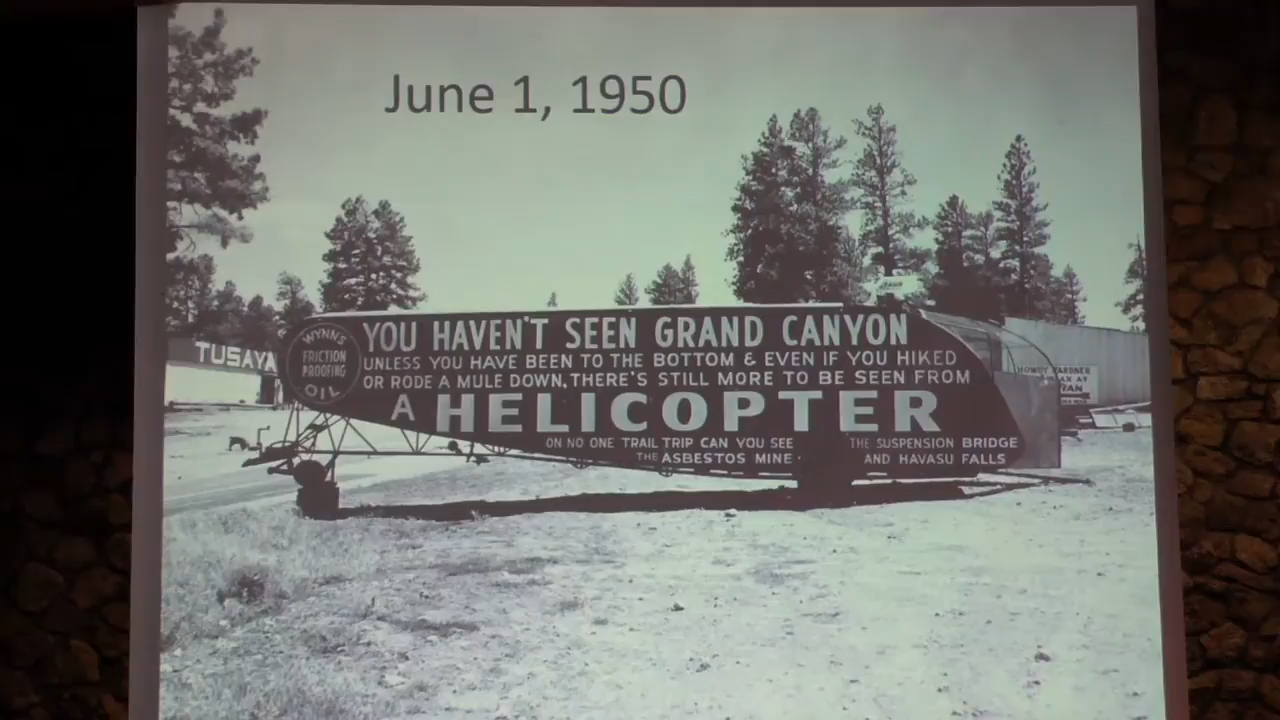 June 1, 1950
TUSAYA
WYNN'S
FRICTION
PROOFING
OIL
YOU HAVEN'T SEEN GRAND CANYON
UNLESS YOU HAVE BEEN TO THE BOTTOM & EVEN IF YOU HIKED
OR RODE A MULE DOWN, THERE'S STILL MORE TO BE SEEN FROM
A HELICOPTER
ON NO ONE TRAIL TRIP CAN YOU SEE THE SUSPENSION BRIDGE
THE ASBESTOS MINE AND HAVASU FALLS